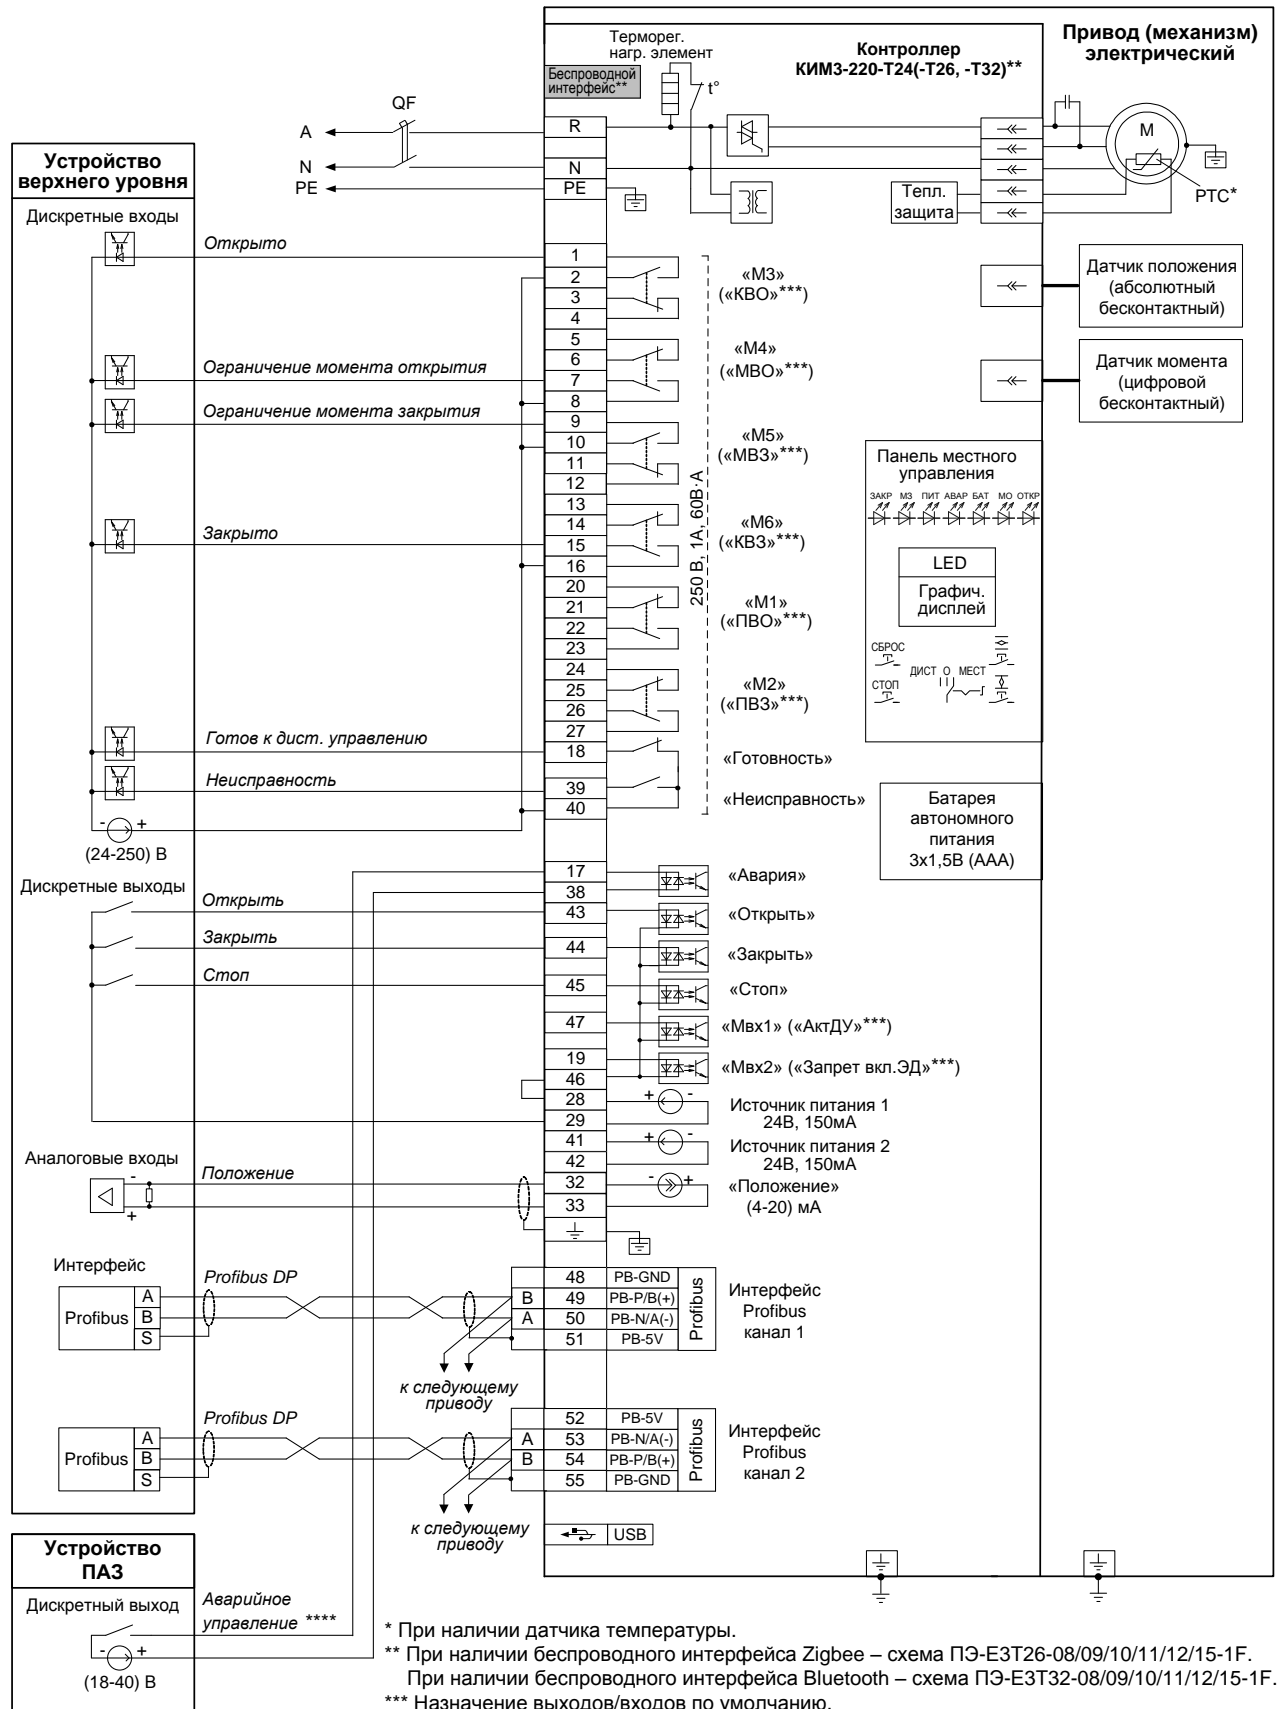 Привод (механизм)
электрический
Контроллер
КИМ3-220-Т24(-Т26, -Т32)**
Терморег.
нагр. элемент
t°
Беспроводной
интерфейс**
QF
A
N
PE
R
N
PE
M
PTC*
Тепл.
защита
Устройство
верхнего уровня
Дискретные входы
Открыто
Ограничение момента открытия
Ограничение момента закрытия
Закрыто
Готов к дист. управлению
Неисправность
- +
(24-250) В
1
2
3
4
5
6
7
8
9
10
11
12
13
14
15
16
20
21
22
23
24
25
26
27
18
39
40
«М3»
(«КВО»***)
«М4»
(«МВО»***)
«М5»
(«МВЗ»***)
«М6»
(«КВЗ»***)
«М1»
(«ПВО»***)
«М2»
(«ПВЗ»***)
«Готовность»
«Неисправность»
250 В, 1А, 60В·А
Датчик положения
(абсолютный
бесконтактный)
Датчик момента
(цифровой
бесконтактный)
Панель местного
управления
ЗАКР МЗ ПИТ АВАР БАТ МО ОТКР
LED
Графич.
дисплей
СБРОС
ДИСТ О МЕСТ
СТОП
Батарея
автономного
питания
3х1,5В (ААА)
Дискретные выходы
Открыть
Закрыть
Стоп
17
38
43
44
45
47
19
46
28
29
41
42
32
33
«Авария»
«Открыть»
«Закрыть»
«Стоп»
«Мвх1» («АктДУ»***)
«Мвх2» («Запрет вкл.ЭД»***)
+ -
Источник питания 1
24В, 150мА
+ -
Источник питания 2
24В, 150мА
- +
«Положение»
(4-20) мА
Аналоговые входы
Положение
-
+
Интерфейс
Profibus
A
B
S
Profibus DP
B
A
48 PB-GND
49 PB-P/B(+)
50 PB-N/A(-)
51 PB-5V
Profibus
Интерфейс
Profibus
канал 1
к следующему
приводу
Profibus
A
B
S
Profibus DP
A
B
52 PB-5V
53 PB-N/A(-)
54 PB-P/B(+)
55 PB-GND
Profibus
Интерфейс
Profibus
канал 2
к следующему
приводу
USB
Устройство
ПАЗ
Дискретный выход
Аварийное
управление ****
- +
(18-40) В
* При наличии датчика температуры.
** При наличии беспроводного интерфейса Zigbee – схема ПЭ-Е3Т26-08/09/10/11/12/15-1F.
При наличии беспроводного интерфейса Bluetooth – схема ПЭ-Е3Т32-08/09/10/11/12/15-1F.
*** Назначение выходов/входов по умолчанию.